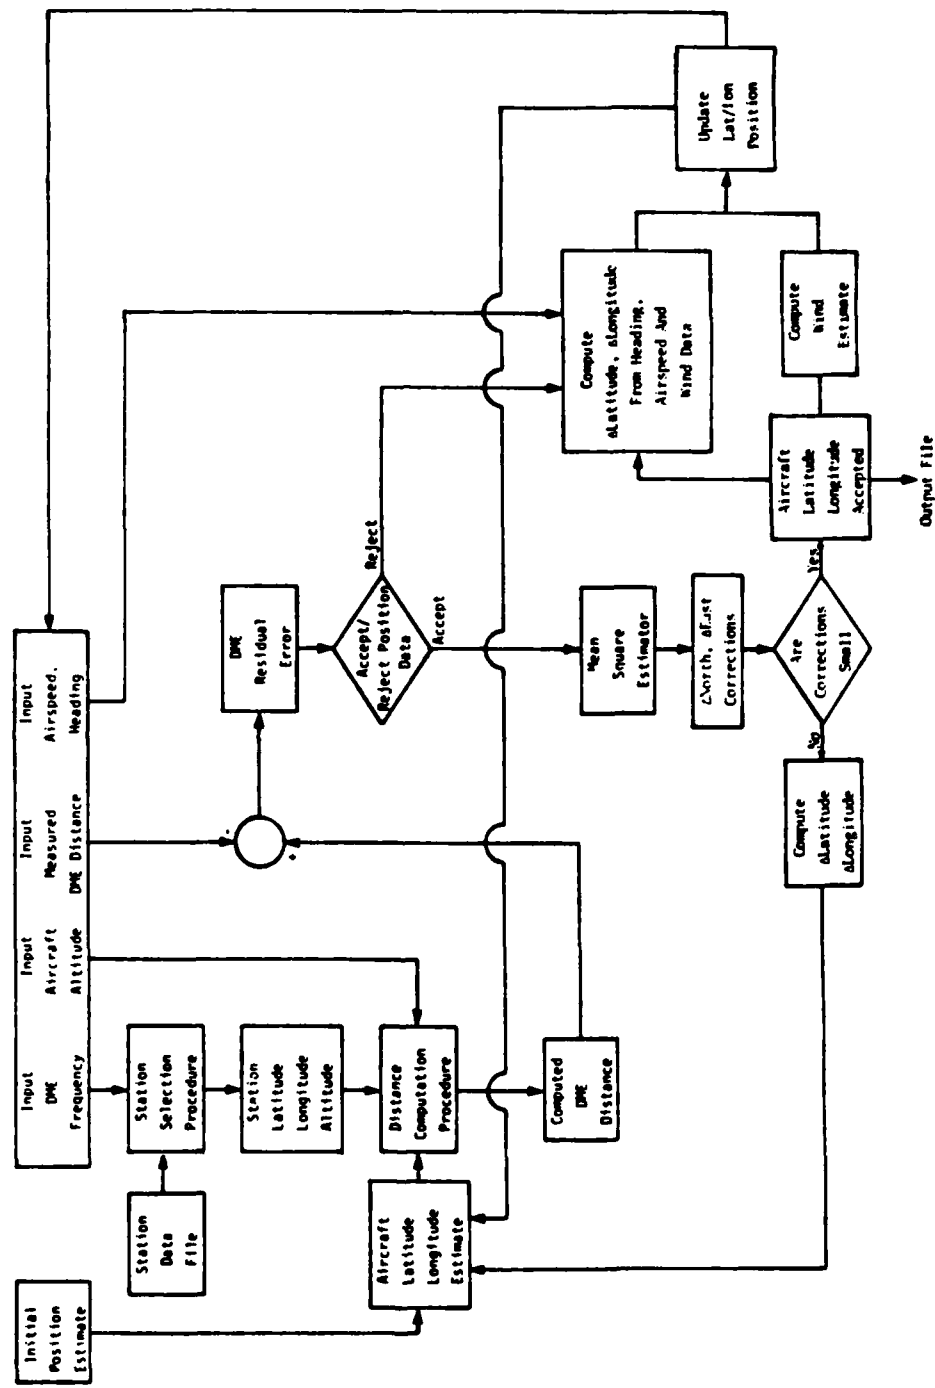 Initial
Position
Estimate
Input
DME
Frequency
Input
Aircraft
Altitude
Input
Measured
DME Distance
Input
Airspeed.
Heading
Station
Data
File
Station
Selection
Procedure
Station
Latitude
Longitude
Altitude
Aircraft
Latitude
Longitude
Estimate
Distance
Computation
Procedure
Computed
DME
Distance
-
+
DME
Residual
Error
Accept/
Reject Position
Data
Reject
Accept
Mean
Square
Estimator
ΔNorth, ΔEast
Corrections
Are
Corrections
Small
No
Yes
Compute
ΔLatitude
ΔLongitude
Aircraft
Latitude
Longitude
Accepted
Output File
Compute
Wind
Estimate
Compute
ΔLatitude, ΔLongitude
From Heading,
Airspeed And
Wind Data
Update
Lat/lon
Position